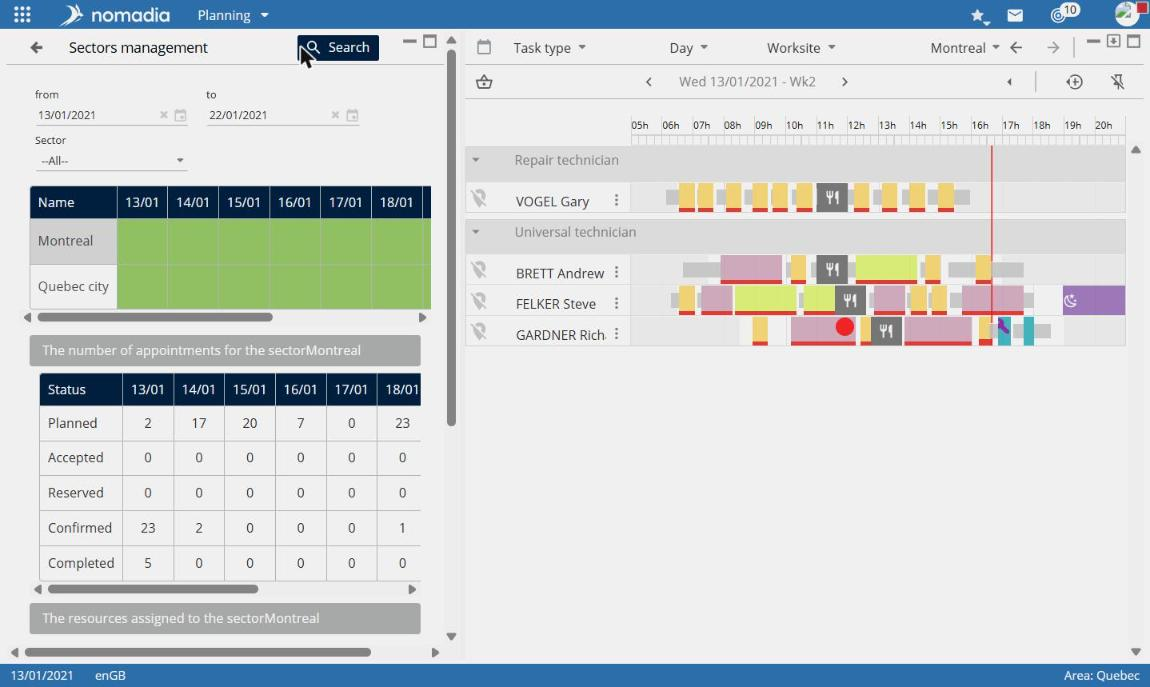 nomadia Planning 10
Sectors management Search
Task type Day Worksite Montreal
Wed 13/01/2021 - Wk2
from to
13/01/2021 22/01/2021
Sector
--All--
05h 06h 07h 08h 09h 10h 11h 12h 13h 14h 15h 16h 17h 18h 19h 20h
Repair technician
VOGEL Gary
Universal technician
BRETT Andrew
FELKER Steve
GARDNER Rich
Name 13/01 14/01 15/01 16/01 17/01 18/01
Montreal
Quebec city
The number of appointments for the sectorMontreal
Status 13/01 14/01 15/01 16/01 17/01 18/01
Planned 2 17 20 7 0 23
Accepted 0 0 0 0 0 0
Reserved 0 0 0 0 0 0
Confirmed 23 2 0 0 0 1
Completed 5 0 0 0 0 0
The resources assigned to the sectorMontreal
13/01/2021 enGB Area: Quebec